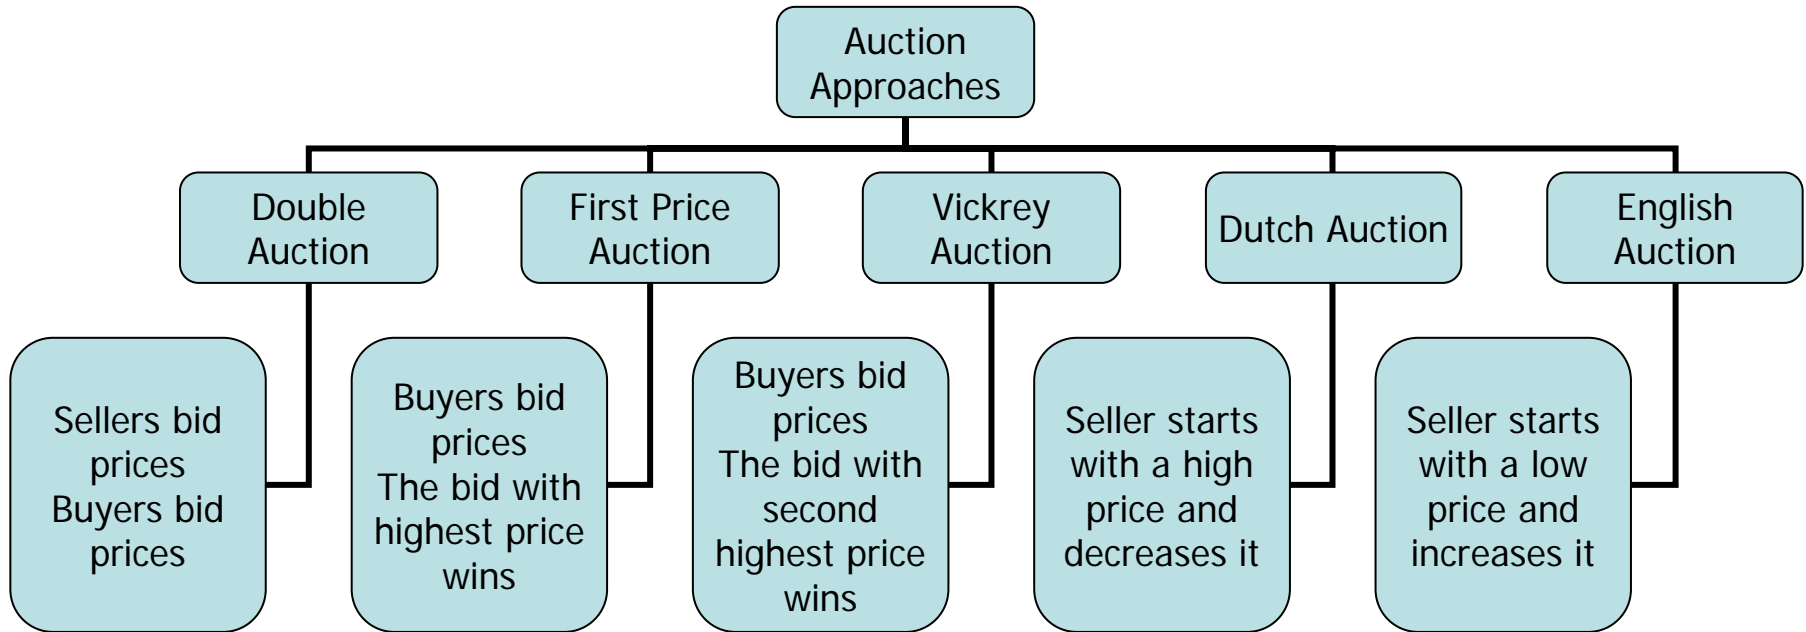 Auction
Approaches
Double
Auction
First Price
Auction
Vickrey
Auction
Dutch Auction
English
Auction
Sellers bid
prices
Buyers bid
prices
Buyers bid
prices
The bid with
highest price
wins
Buyers bid
prices
The bid with
second
highest price
wins
Seller starts
with a high
price and
decreases it
Seller starts
with a low
price and
increases it